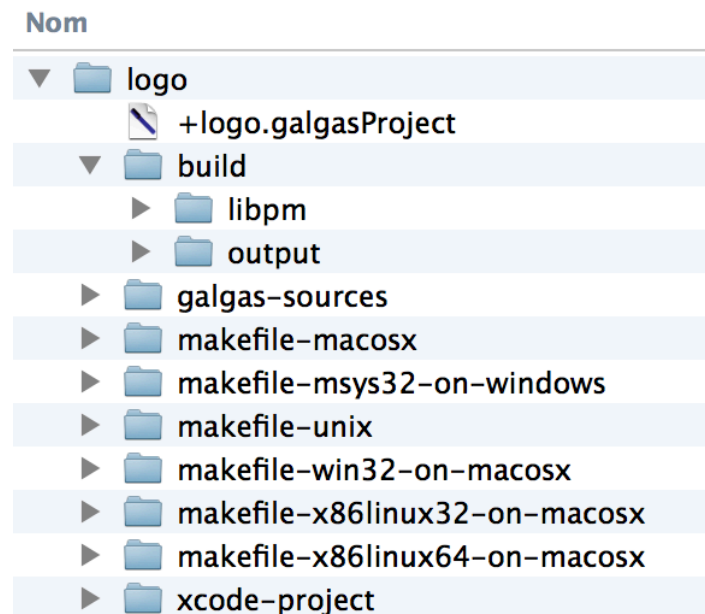 Nom
logo
+logo.galgasProject
build
libpm
output
galgas-sources
makefile-macosx
makefile-msys32-on-windows
makefile-unix
makefile-win32-on-macosx
makefile-x86linux32-on-macosx
makefile-x86linux64-on-macosx
xcode-project